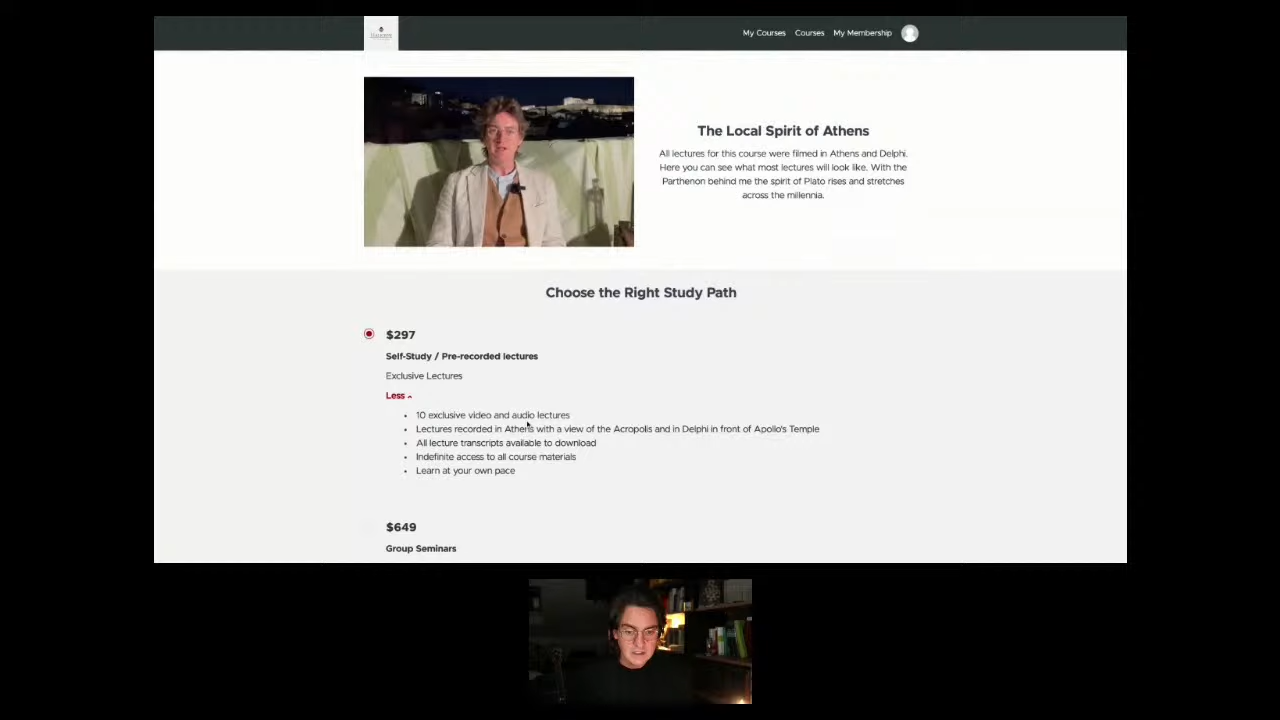 My Courses Courses My Membership
The Local Spirit of Athens
All lectures for this course were filmed in Athens and Delphi.
Here you can see what most lectures will look like. With the
Parthenon behind me the spirit of Plato rises and stretches
across the millennia.
Choose the Right Study Path
$297
Self-Study / Pre-recorded lectures
Exclusive Lectures
Less
10 exclusive video and audio lectures
Lectures recorded in Athens with a view of the Acropolis and in Delphi in front of Apollo's Temple
All lecture transcripts available to download
Indefinite access to all course materials
Learn at your own pace
$649
Group Seminars